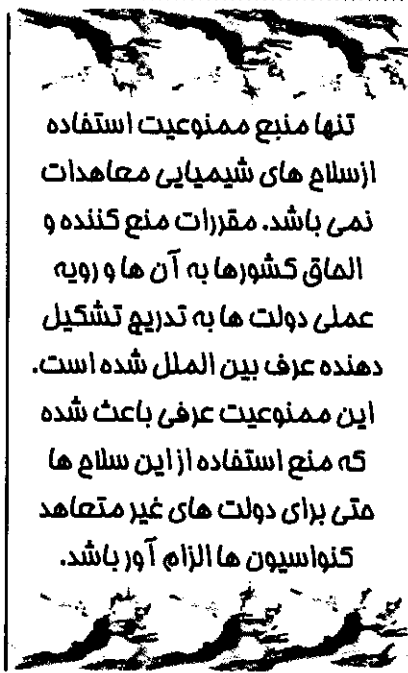 تنها منبع ممنوعیت استفاده
ازسلاح های شیمیایی معاهدات
نمی باشد. مقررات منع کننده و
الحاق کشورها به آن ها و رویه
عملی دولت ها به تدریج تشکیل
دهنده عرف بین الملل شده است.
این ممنوعیت عرفی باعث شده
که منع استفاده از این سلاح ها
حتی برای دولت های غیر متعاهد
کنواسیون ها الزام آور باشد.